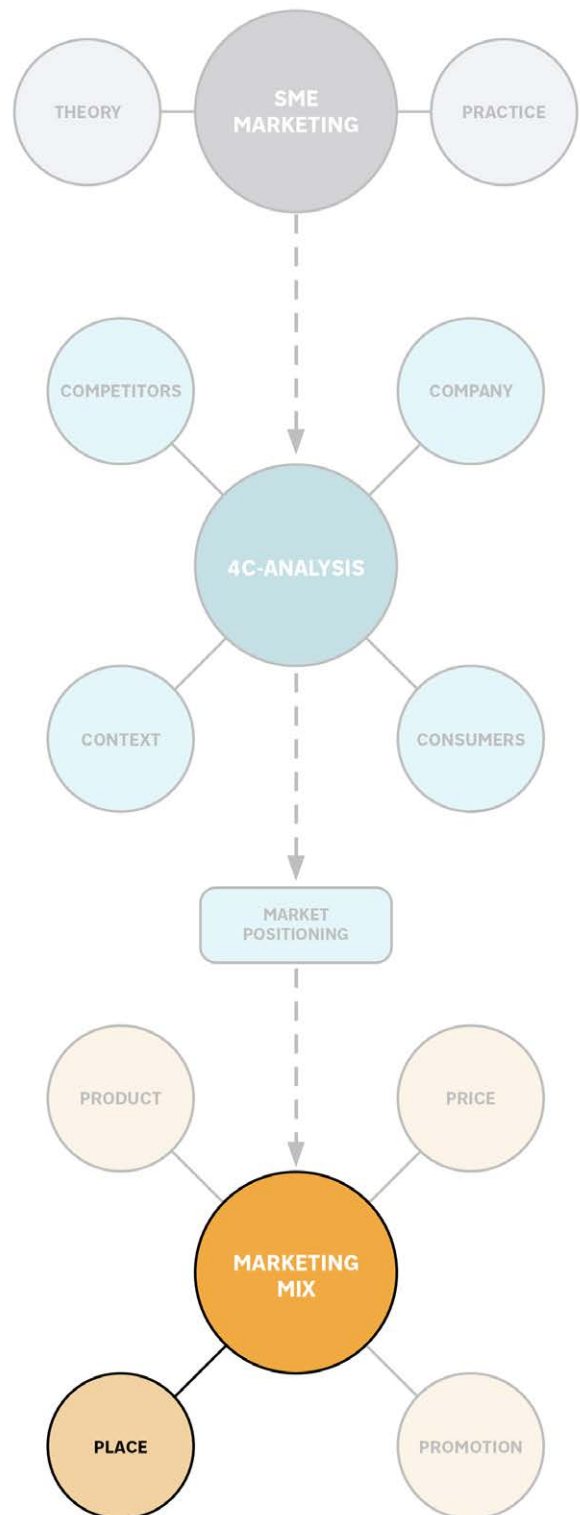 THEORY
SME
MARKETING
PRACTICE
COMPETITORS
COMPANY
4C-ANALYSIS
CONTEXT
CONSUMERS
MARKET
POSITIONING
PRODUCT
PRICE
MARKETING
MIX
PLACE
PROMOTION